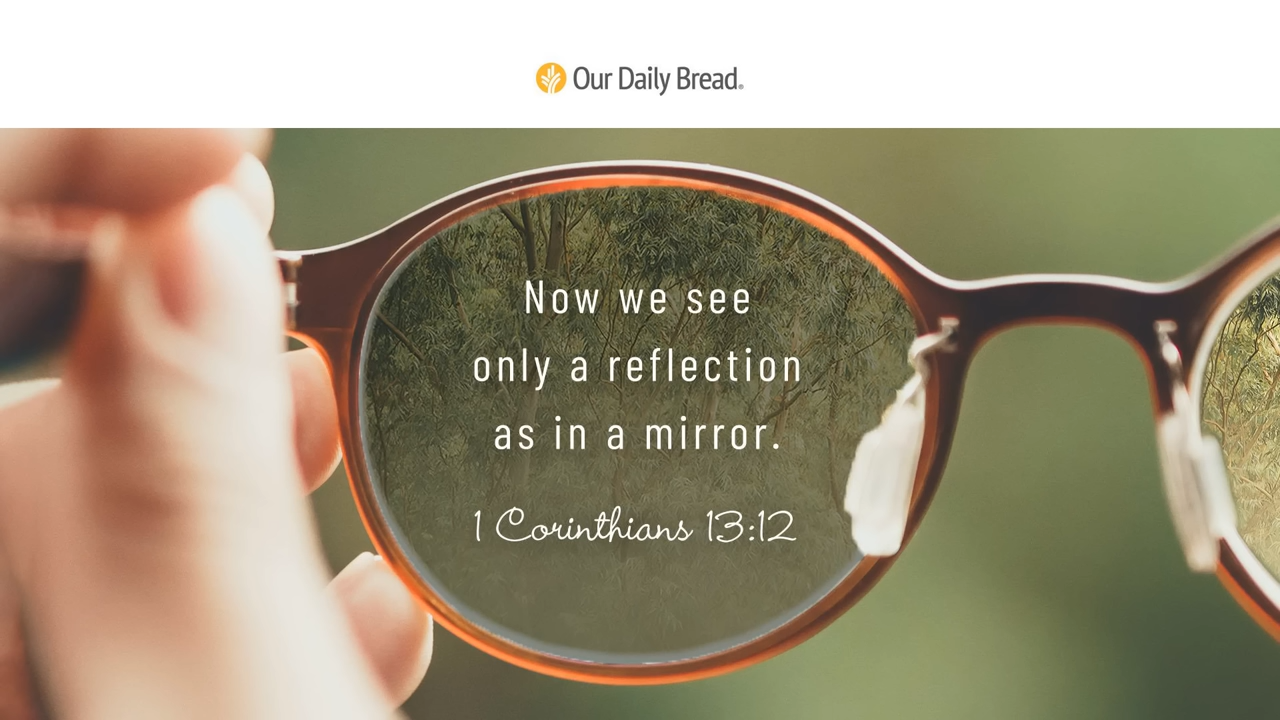 Our Daily Bread®
Now we see
only a reflection
as in a mirror.
1 Corinthians 13:12